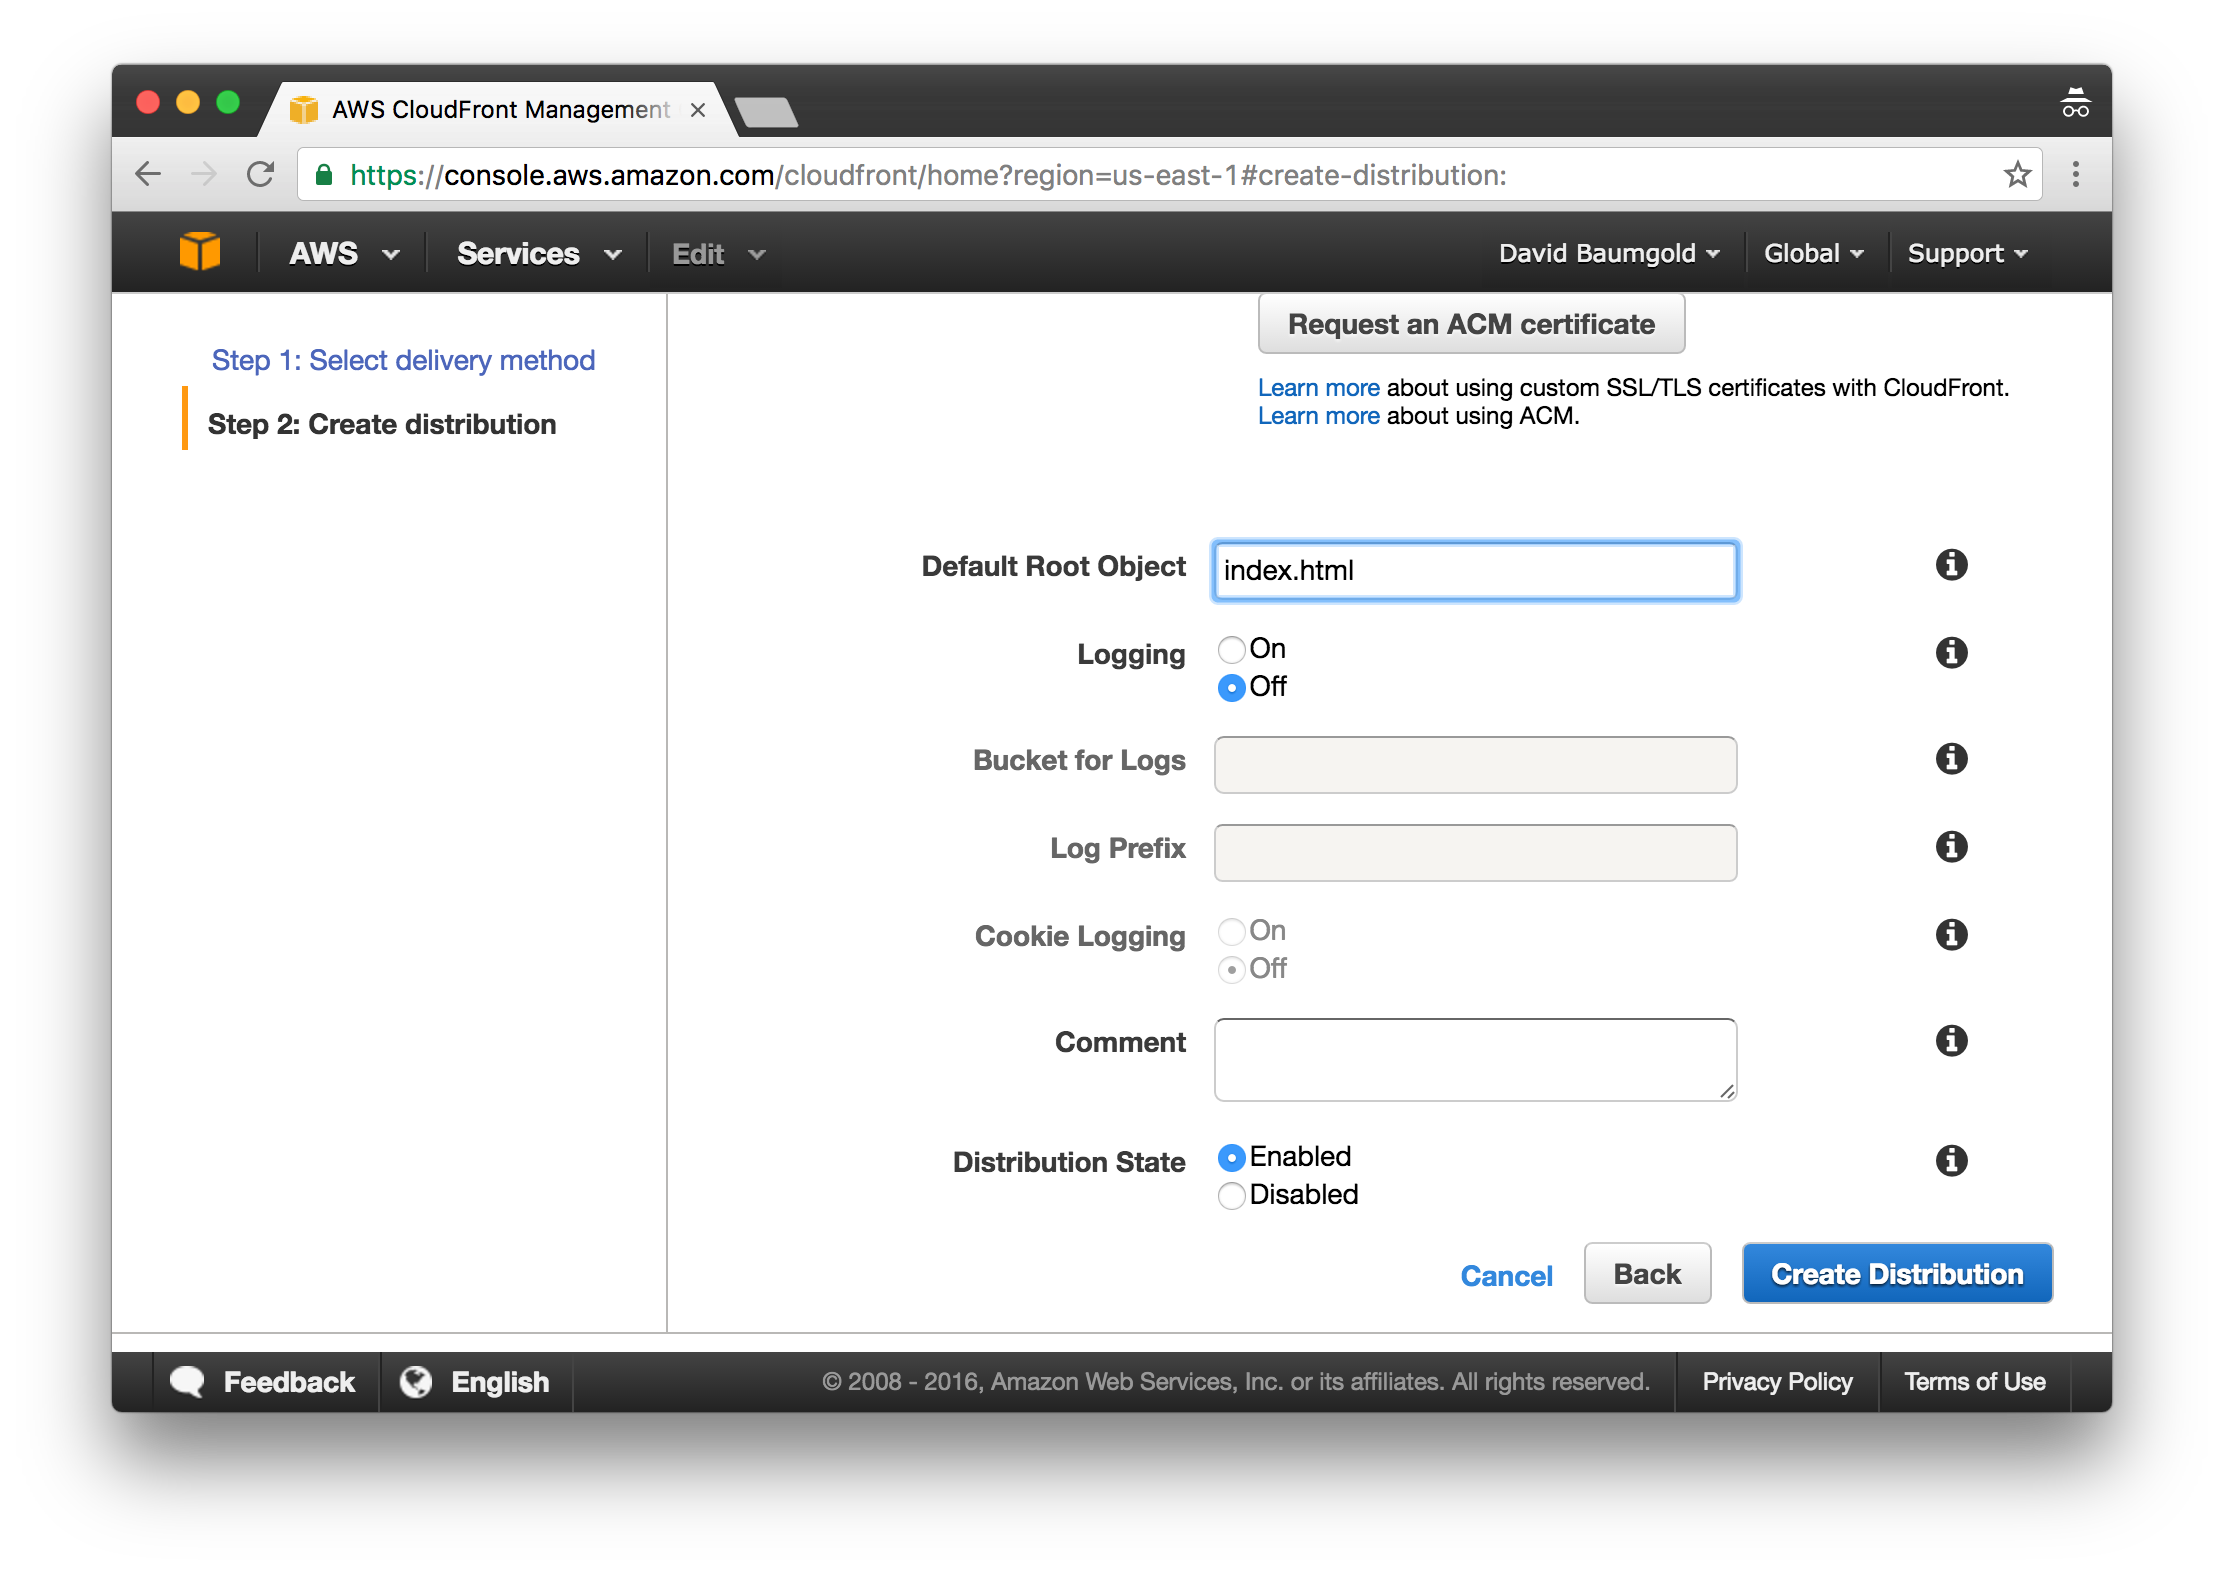 AWS CloudFront Management
https://console.aws.amazon.com/cloudfront/home?region=us-east-1#create-distribution:
AWS Services Edit David Baumgold Global Support
Request an ACM certificate
Step 1: Select delivery method
Learn more about using custom SSL/TLS certificates with CloudFront.
Learn more about using ACM.
Step 2: Create distribution
Default Root Object index.html
Logging On
Off
Bucket for Logs
Log Prefix
Cookie Logging On
Off
Comment
Distribution State Enabled
Disabled
Cancel Back Create Distribution
Feedback English © 2008 - 2016, Amazon Web Services, Inc. or its affiliates. All rights reserved. Privacy Policy Terms of Use